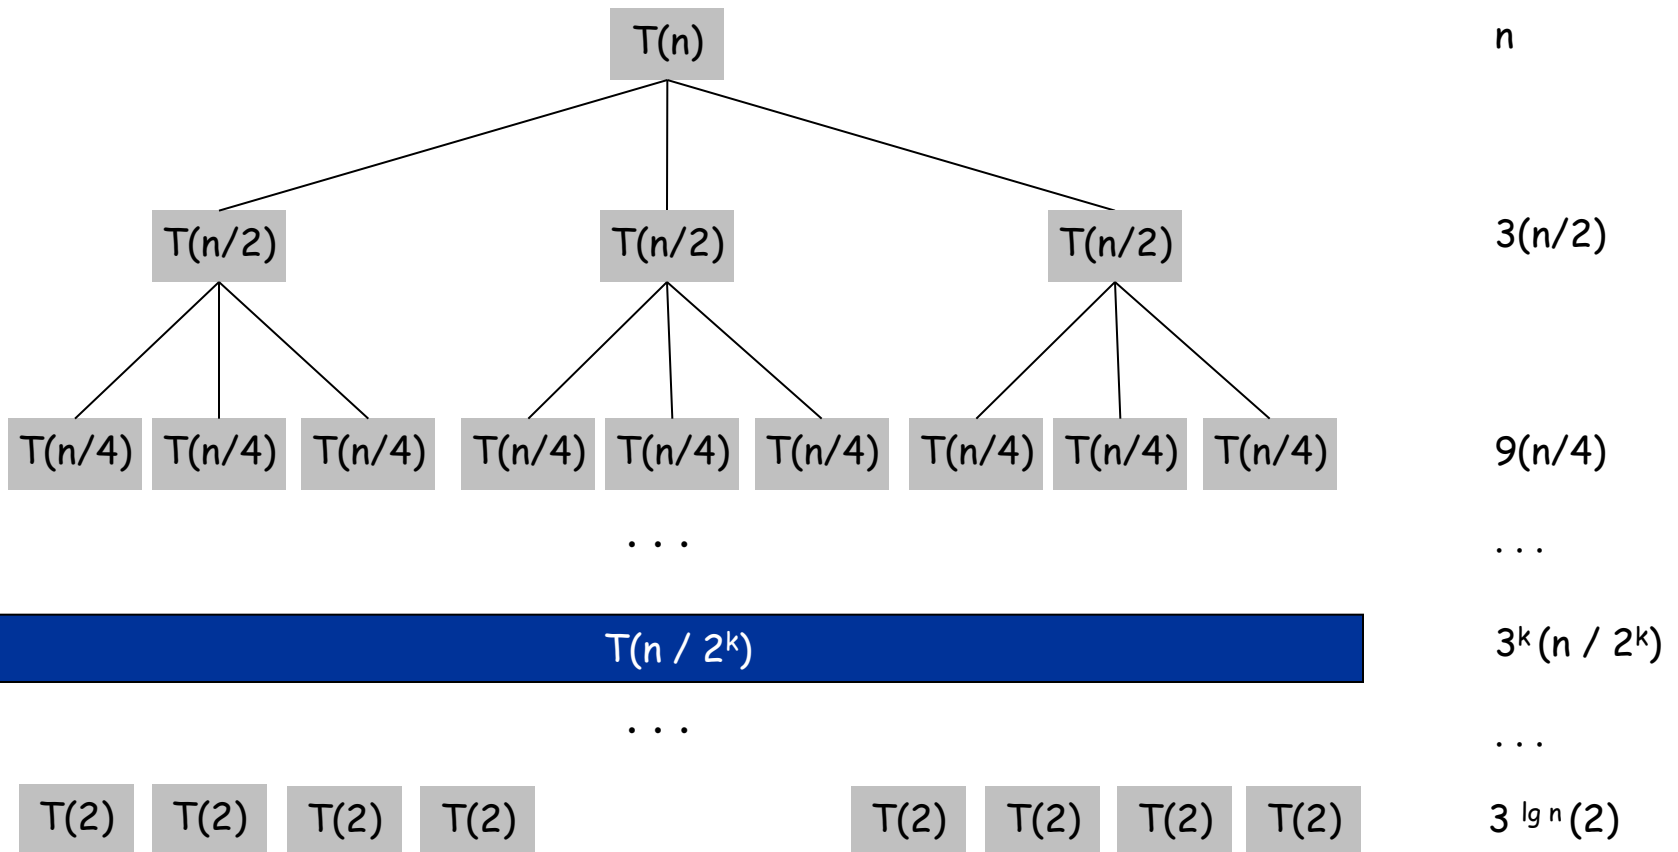 T(n) n
T(n/2) T(n/2) T(n/2) 3(n/2)
T(n/4) T(n/4) T(n/4) T(n/4) T(n/4) T(n/4) T(n/4) T(n/4) T(n/4) 9(n/4)
. . . . . .
T(n / 2ᵏ) 3ᵏ (n / 2ᵏ)
. . . . . .
T(2) T(2) T(2) T(2) T(2) T(2) T(2) T(2) 3 ˡᵍ ⁿ (2)